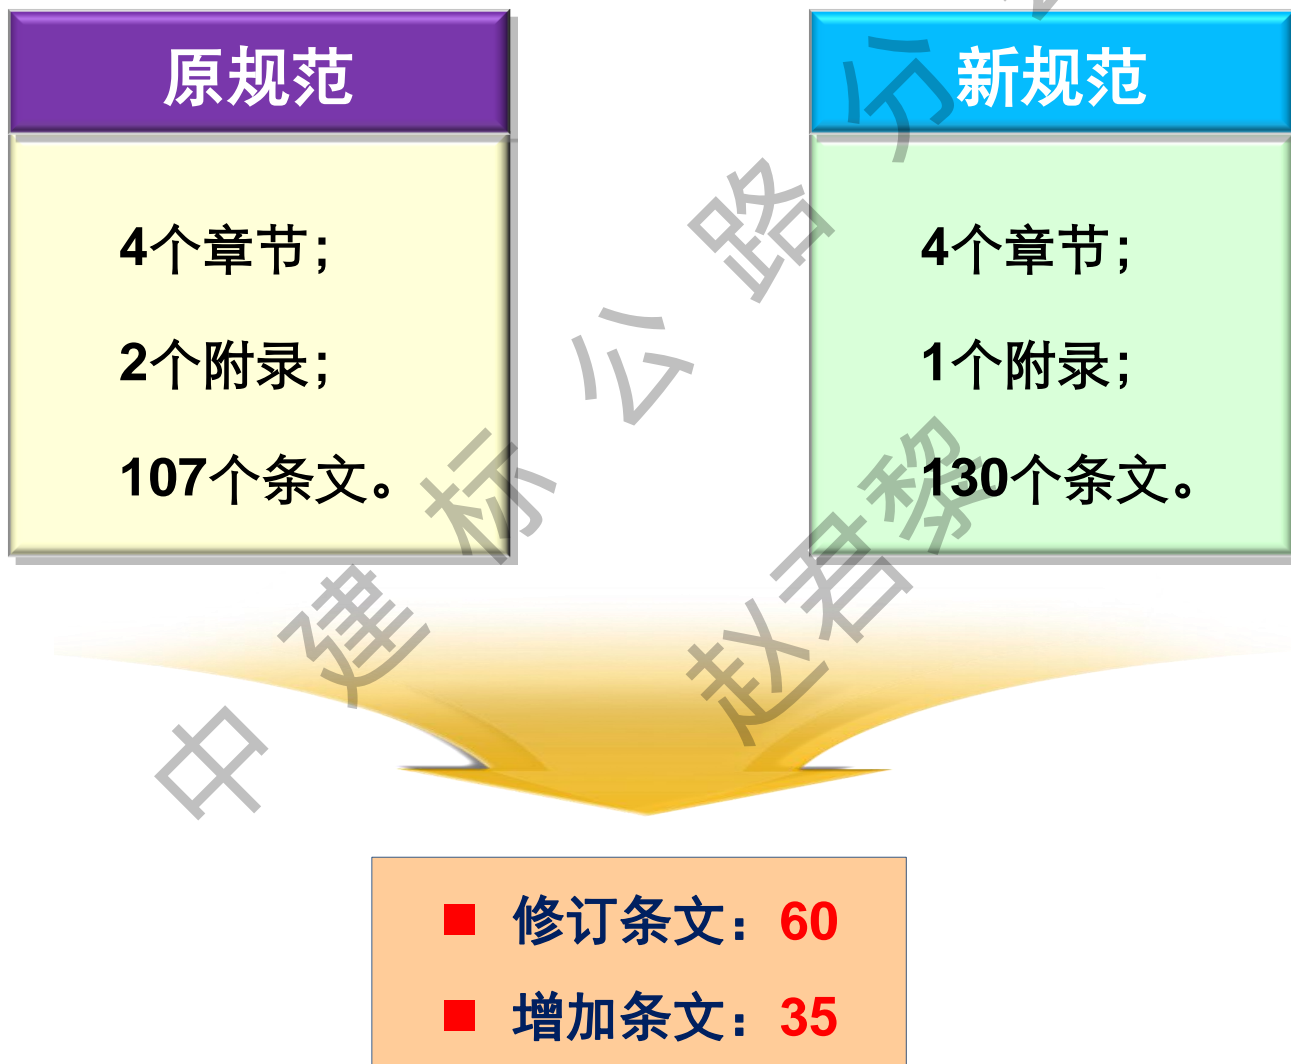 原规范
4个章节；
2个附录；
107个条文。
新规范
4个章节；
1个附录；
130个条文。
修订条文：60
增加条文：35
中建标公路分
赵君黎